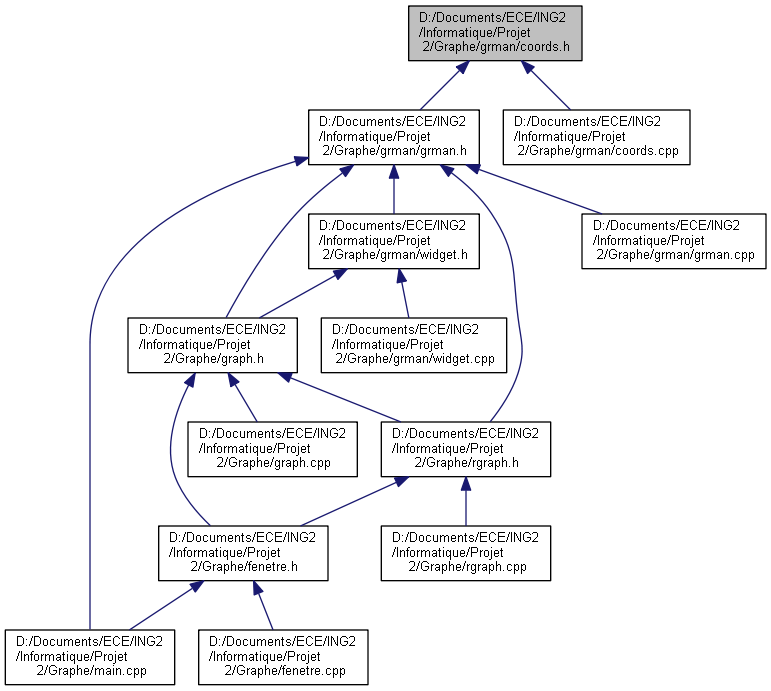 D:/Documents/ECE/ING2
/Informatique/Projet
2/Graphe/grman/coords.h
D:/Documents/ECE/ING2
/Informatique/Projet
2/Graphe/grman/grman.h
D:/Documents/ECE/ING2
/Informatique/Projet
2/Graphe/grman/coords.cpp
D:/Documents/ECE/ING2
/Informatique/Projet
2/Graphe/grman/widget.h
D:/Documents/ECE/ING2
/Informatique/Projet
2/Graphe/grman/grman.cpp
D:/Documents/ECE/ING2
/Informatique/Projet
2/Graphe/graph.h
D:/Documents/ECE/ING2
/Informatique/Projet
2/Graphe/grman/widget.cpp
D:/Documents/ECE/ING2
/Informatique/Projet
2/Graphe/graph.cpp
D:/Documents/ECE/ING2
/Informatique/Projet
2/Graphe/rgraph.h
D:/Documents/ECE/ING2
/Informatique/Projet
2/Graphe/fenetre.h
D:/Documents/ECE/ING2
/Informatique/Projet
2/Graphe/rgraph.cpp
D:/Documents/ECE/ING2
/Informatique/Projet
2/Graphe/main.cpp
D:/Documents/ECE/ING2
/Informatique/Projet
2/Graphe/fenetre.cpp